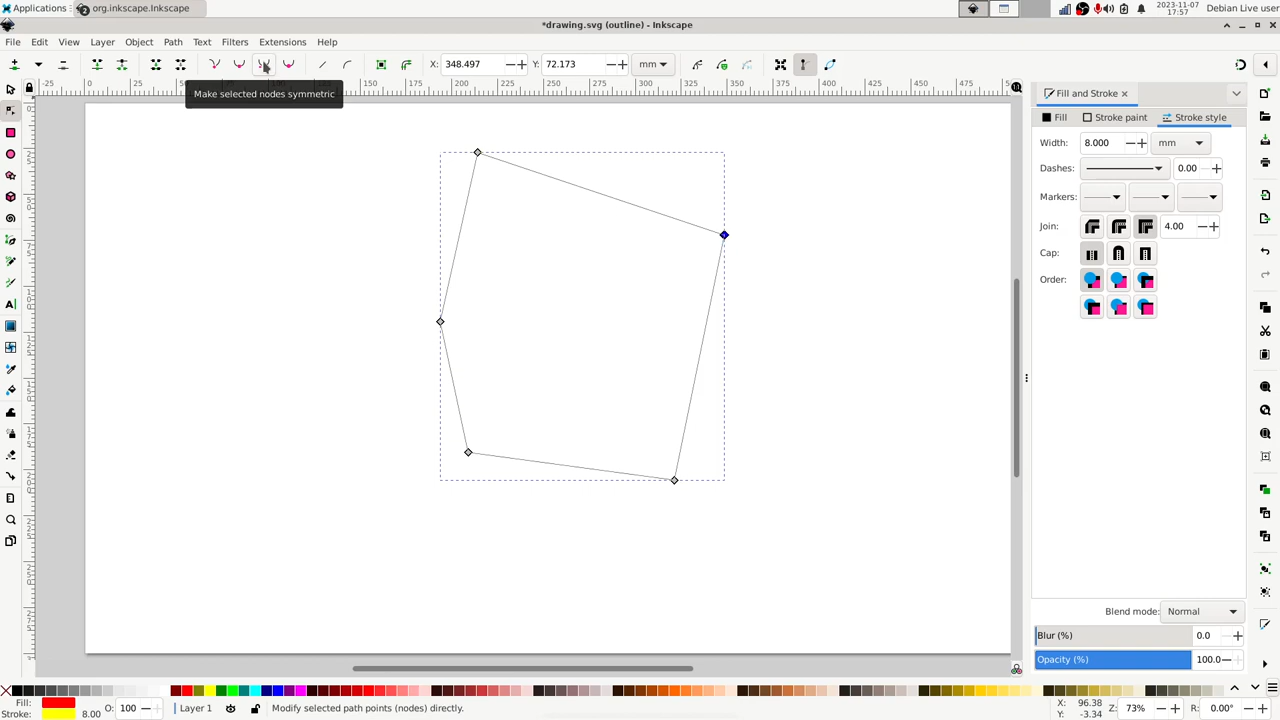 Applications
org.inkscape.Inkscape
2023-11-07
17:57
Debian Live user
*drawing.svg (outline) - Inkscape
File Edit View Layer Object Path Text Filters Extensions Help
X: 348.497 Y: 72.173 mm
Make selected nodes symmetric
Fill and Stroke
Fill Stroke paint Stroke style
Width: 8.000 mm
Dashes: 0.00
Markers:
Join: 4.00
Cap:
Order:
Blend mode: Normal
Blur (%) 0.0
Opacity (%) 100.0
Fill:
Stroke: 8.00
O: 100
Layer 1
Modify selected path points (nodes) directly.
X: 96.38
Y: -3.34
Z: 73%
R: 0.00°